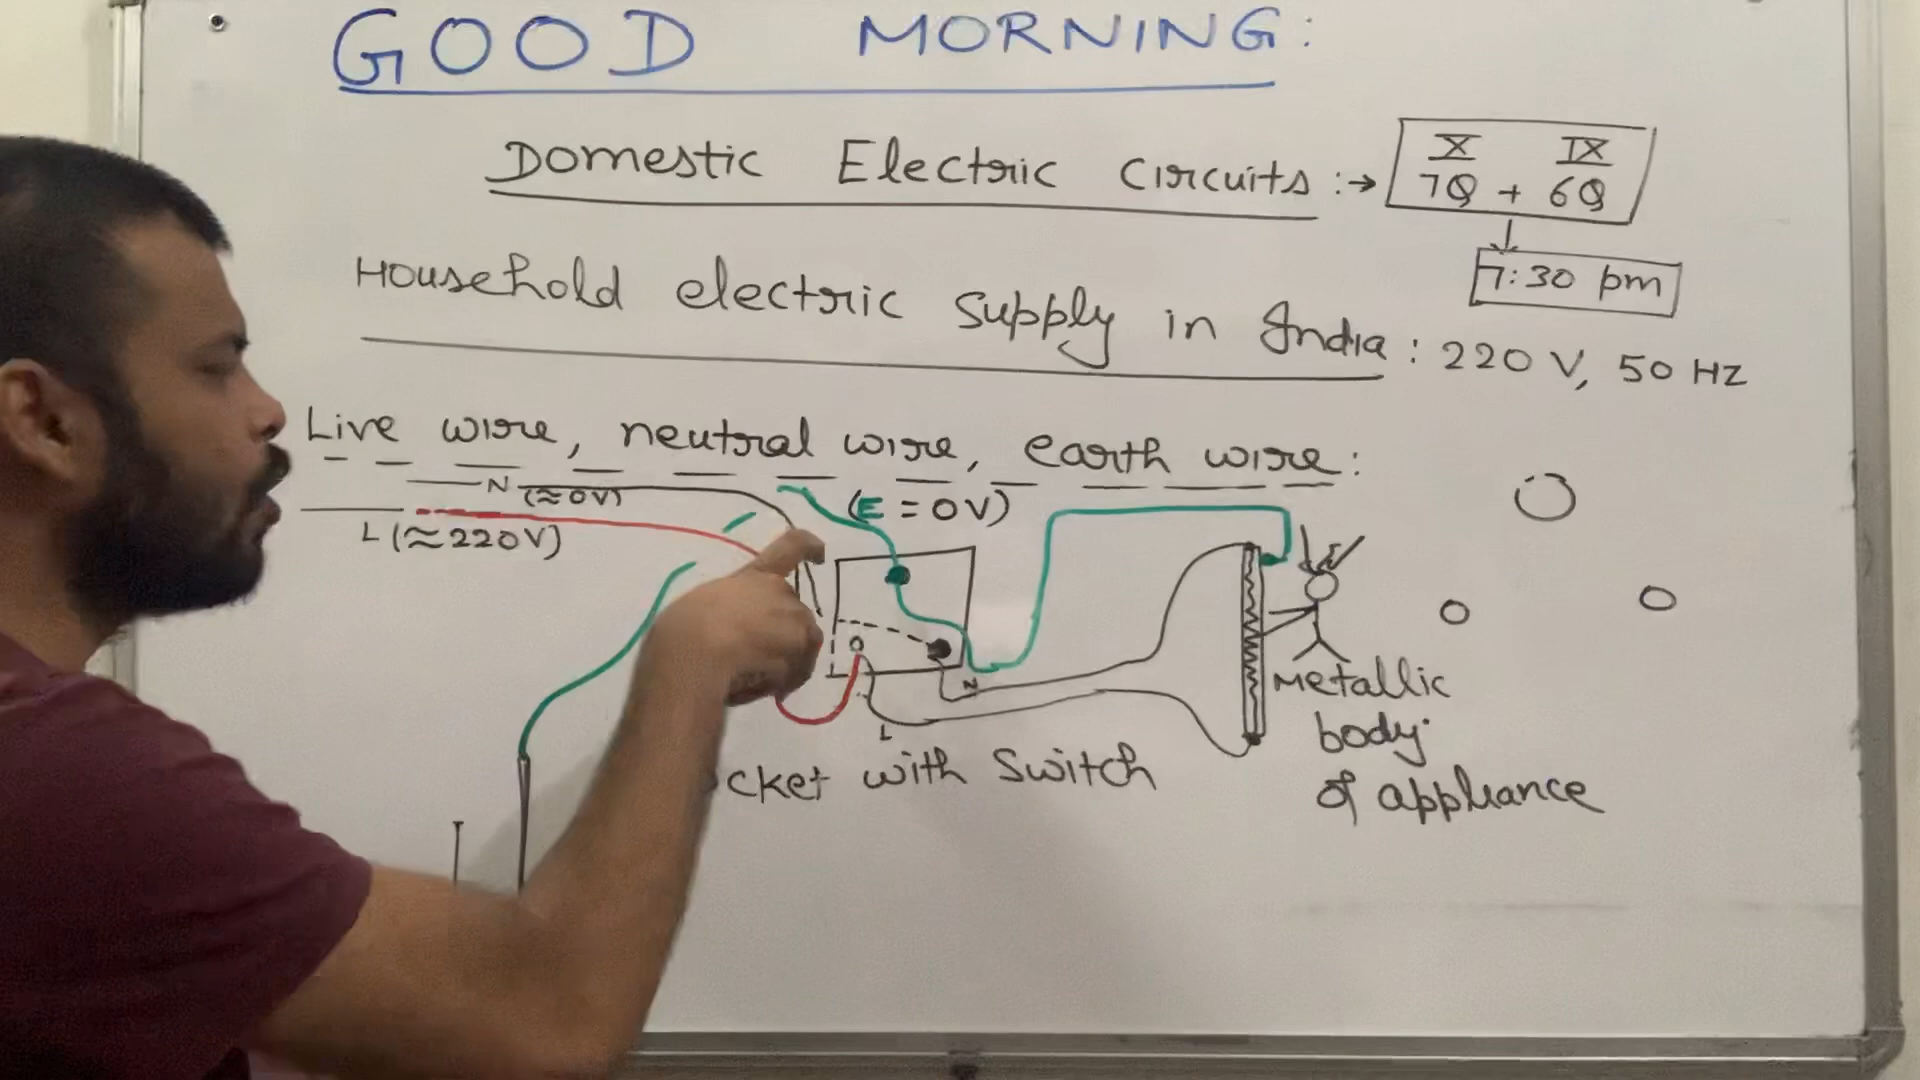 GOOD MORNING:
Domestic Electric Circuits :→
X IX
7Q + 6Q
7:30 pm
Household electric supply in India : 220 V, 50 HZ
Live wire, neutral wire, earth wire :
N (≈0V)
(E = 0V)
L (≈220V)
L
N
L
cket with Switch
Metallic
body
of appliance